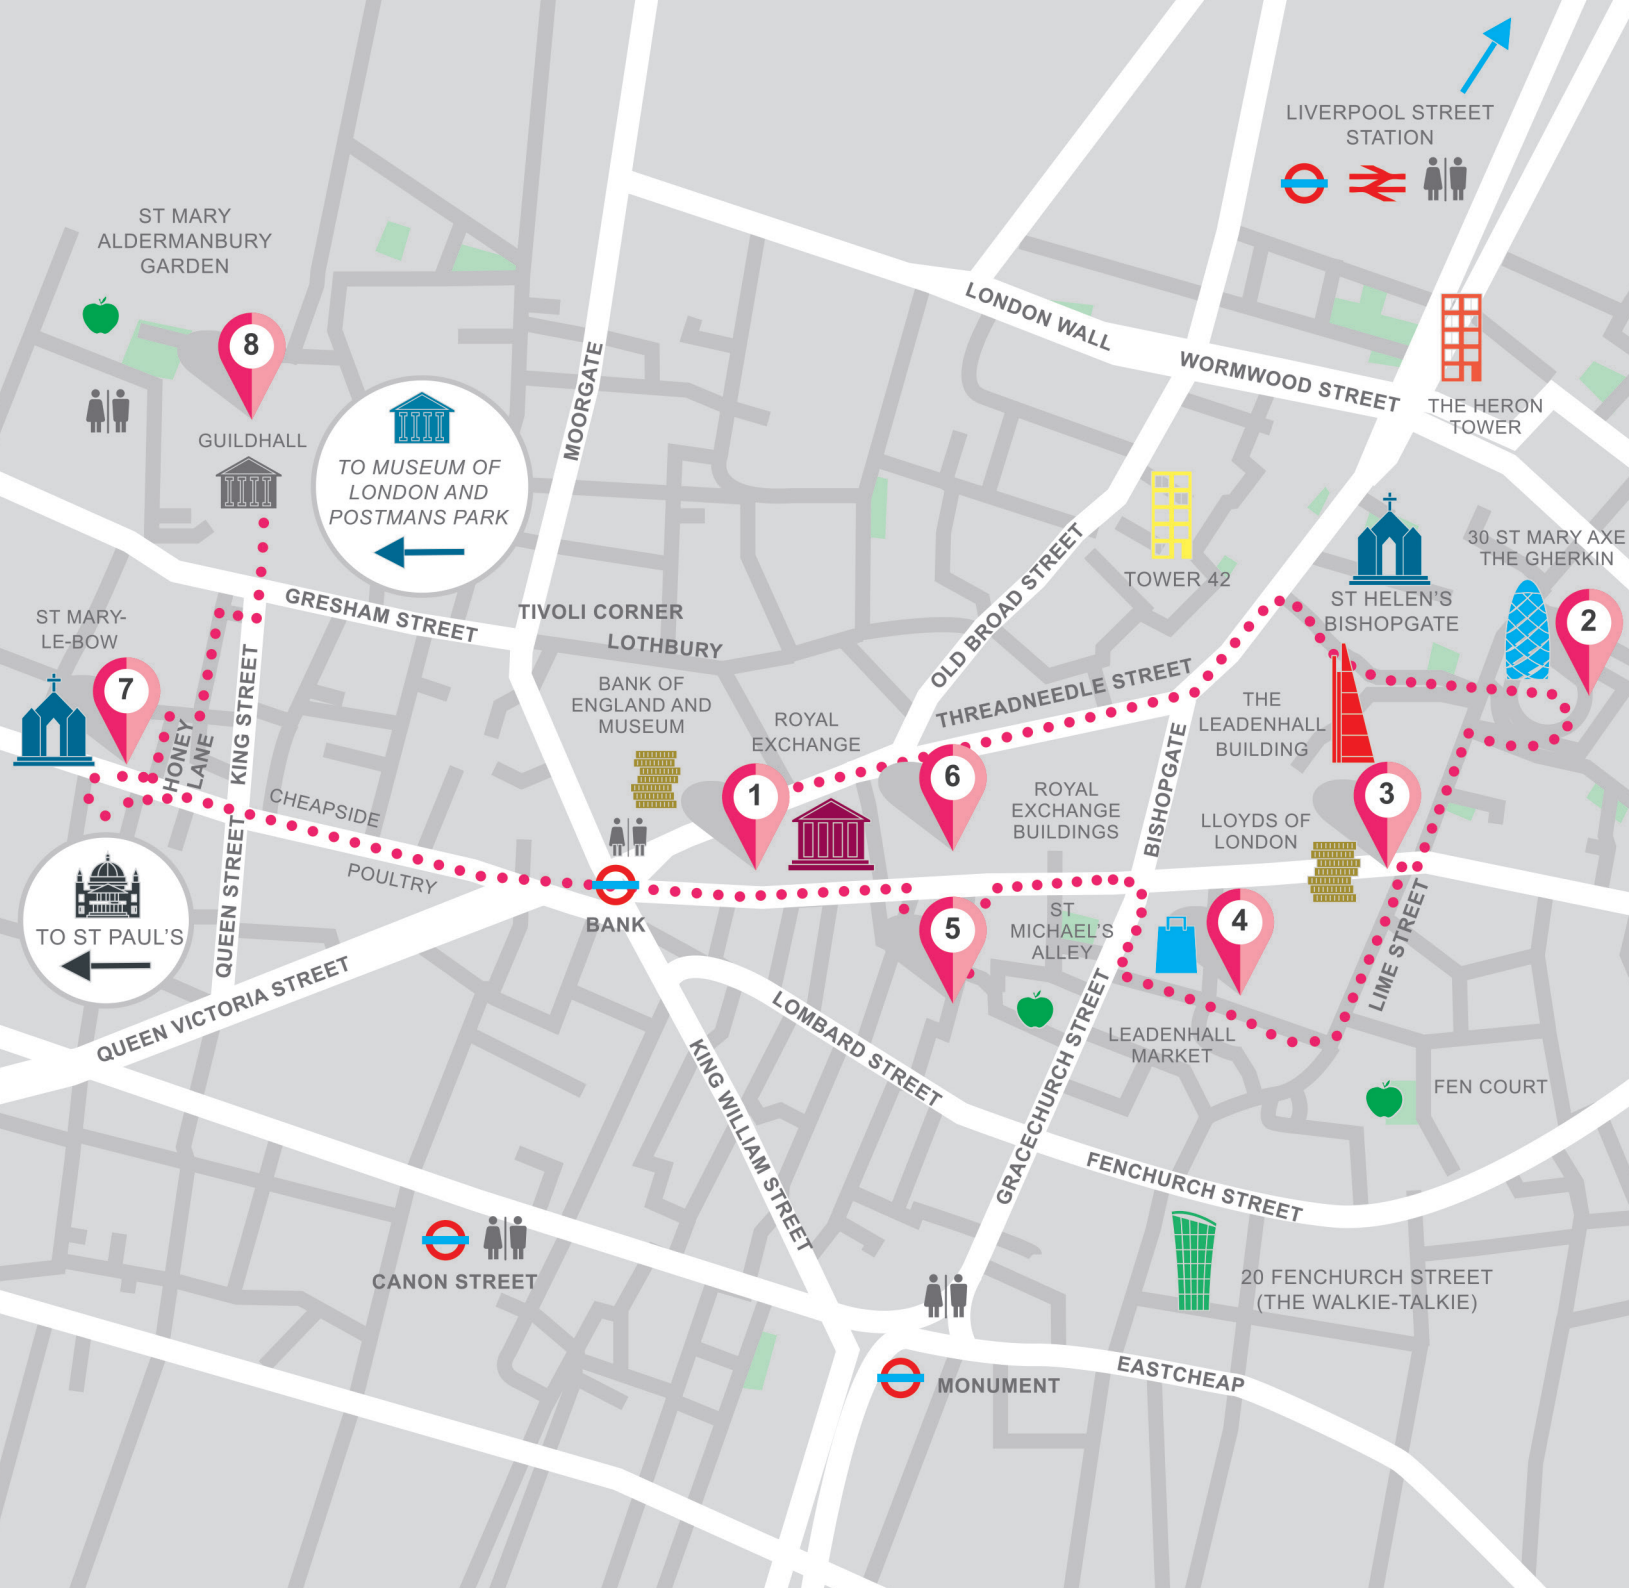 LIVERPOOL STREET
STATION
ST MARY
ALDERMANBURY
GARDEN
8
GUILDHALL
TO MUSEUM OF
LONDON AND
POSTMANS PARK
MOORGATE
LONDON WALL
WORMWOOD STREET
THE HERON
TOWER
TOWER 42
30 ST MARY AXE
THE GHERKIN
2
ST HELEN'S
BISHOPGATE
GRESHAM STREET
TIVOLI CORNER
LOTHBURY
OLD BROAD STREET
THREADNEEDLE STREET
ST MARY-
LE-BOW
7
HONEY
LANE
KING STREET
BANK OF
ENGLAND AND
MUSEUM
ROYAL
EXCHANGE
1
6
ROYAL
EXCHANGE
BUILDINGS
BISHOPGATE
THE
LEADENHALL
BUILDING
LLOYDS OF
LONDON
3
CHEAPSIDE
POULTRY
QUEEN STREET
TO ST PAUL'S
BANK
5
ST
MICHAEL'S
ALLEY
4
LIME STREET
LEADENHALL
MARKET
QUEEN VICTORIA STREET
LOMBARD STREET
KING WILLIAM STREET
GRACECHURCH STREET
FEN COURT
FENCHURCH STREET
CANON STREET
20 FENCHURCH STREET
(THE WALKIE-TALKIE)
MONUMENT
EASTCHEAP